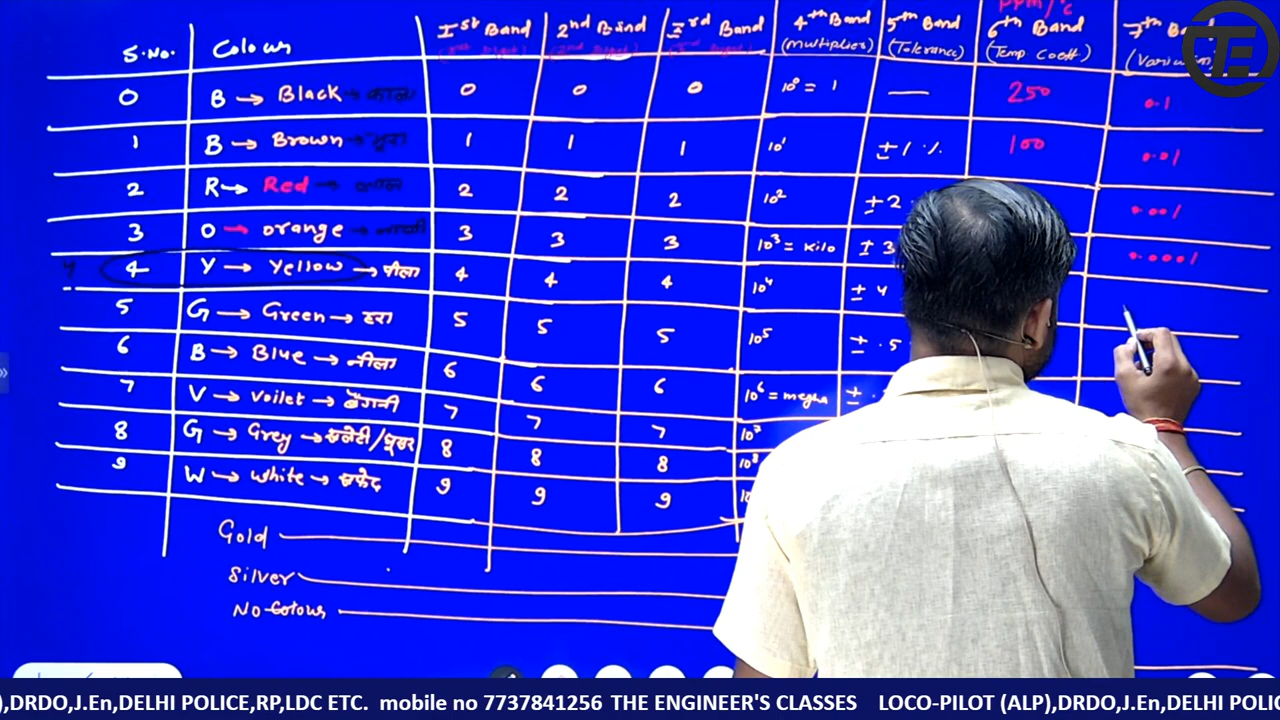 ppm/°c
S.No. Colour Ist Band 2nd Band 3rd Band 4th Band (multiplier) 5th Band (Tolerance) 6th Band (Temp coeff.) 7th
0 B → Black → काला 0 0 0 10⁰ = 1 — 250 0.1
1 B → Brown → भूरा 1 1 1 10¹ ±1 % 100 0.01
2 R → Red → लाल 2 2 2 10² ±2 0.001
3 O → orange → 3 3 3 10³ = Kilo ±3 0.0001
4 Y → Yellow → पीला 4 4 4 10⁴ ±4
5 G → Green → हरा 5 5 5 10⁵ ±.5
6 B → Blue → नीला 6 6 6 10⁶ = megha ±.
7 V → Voilet → बैंगनी 7 7 7 10⁷
8 G → Grey → स्लेटी/धूसर 8 8 8 10⁸
9 W → White → सफेद 9 9 9
Gold
Silver
No Colour
),DRDO,J.En,DELHI POLICE,RP,LDC ETC. mobile no 7737841256 THE ENGINEER'S CLASSES LOCO-PILOT (ALP),DRDO,J.En,DELHI POLIC